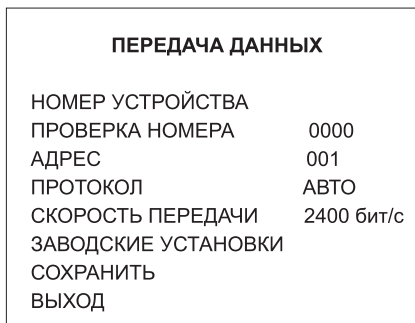 ПЕРЕДАЧА ДАННЫХ
НОМЕР УСТРОЙСТВА
ПРОВЕРКА НОМЕРА 0000
АДРЕС 001
ПРОТОКОЛ АВТО
СКОРОСТЬ ПЕРЕДАЧИ 2400 бит/с
ЗАВОДСКИЕ УСТАНОВКИ
СОХРАНИТЬ
ВЫХОД